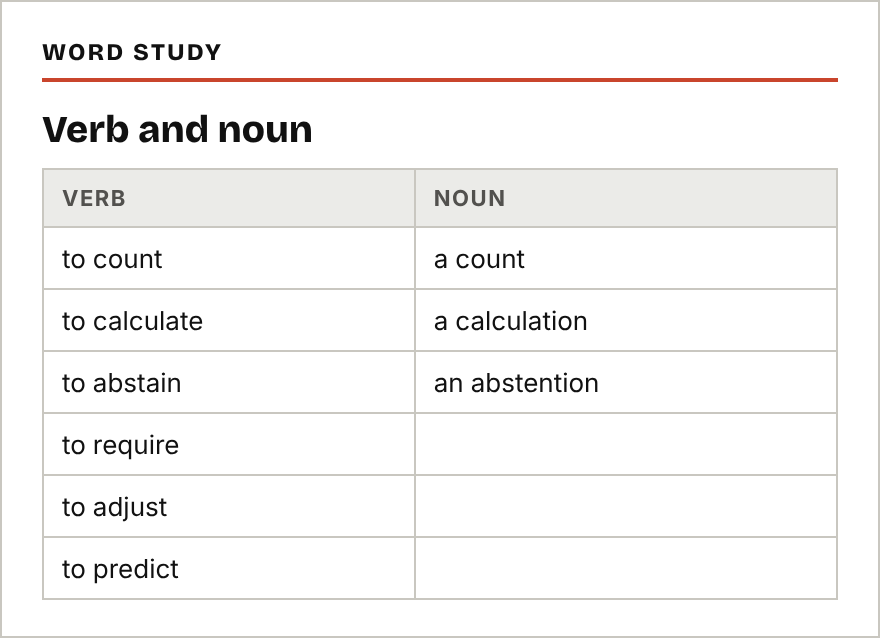 WORD STUDY
Verb and noun
VERB NOUN
to count a count
to calculate a calculation
to abstain an abstention
to require
to adjust
to predict